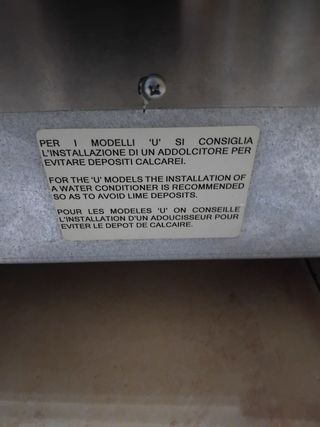 PER I MODELLI 'U' SI CONSIGLIA
L'INSTALLAZIONE DI UN ADDOLCITORE PER
EVITARE DEPOSITI CALCAREI.
FOR THE 'U' MODELS THE INSTALLATION OF
A WATER CONDITIONER IS RECOMMENDED
SO AS TO AVOID LIME DEPOSITS.
POUR LES MODELES 'U' ON CONSEILLE
L'INSTALLATION D'UN ADOUCISSEUR POUR
EVITER LE DEPOT DE CALCAIRE.